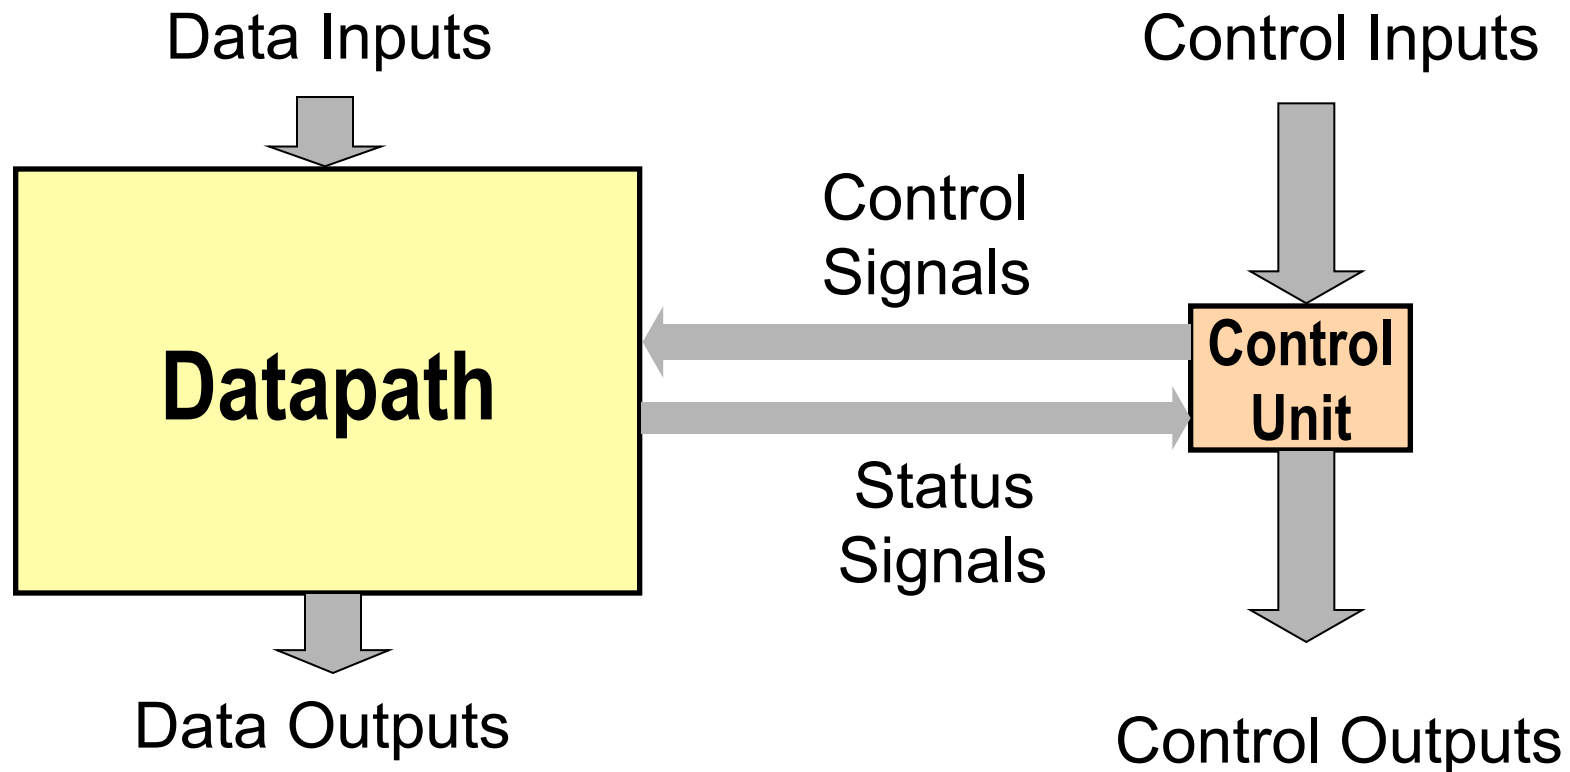 Data Inputs
Control Inputs
Control
Signals
Datapath
Control
Unit
Status
Signals
Data Outputs
Control Outputs